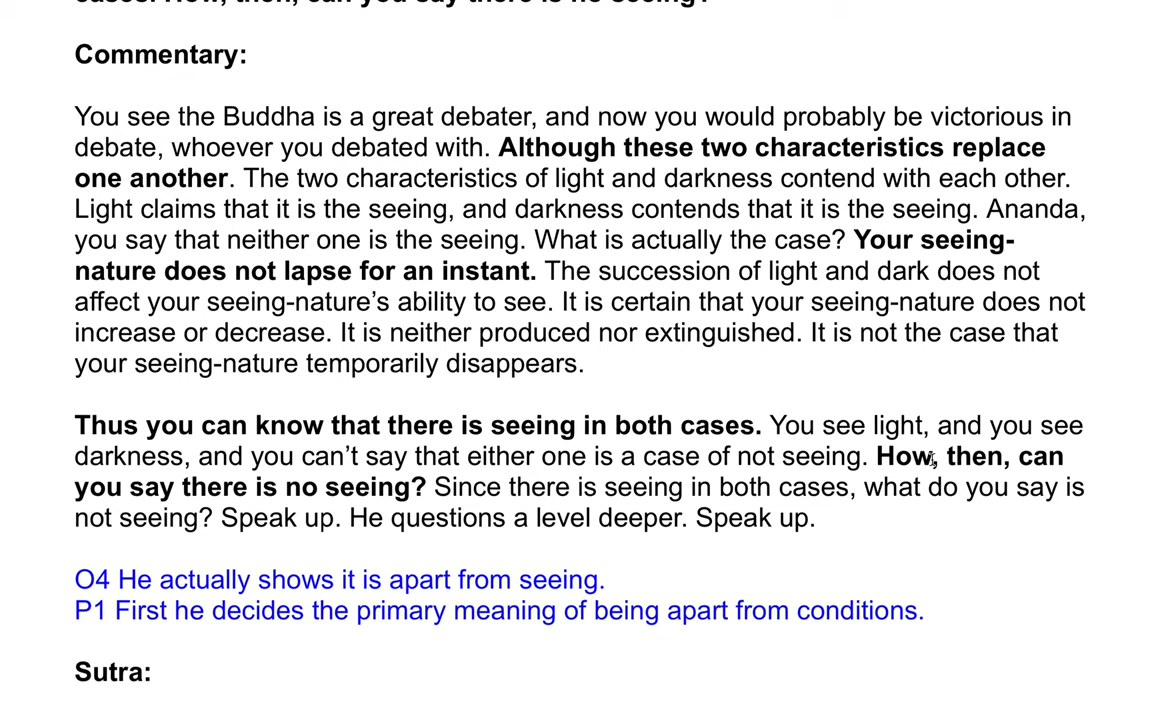 cases. How, then, can you say there is no seeing?
Commentary:
You see the Buddha is a great debater, and now you would probably be victorious in
debate, whoever you debated with. Although these two characteristics replace
one another. The two characteristics of light and darkness contend with each other.
Light claims that it is the seeing, and darkness contends that it is the seeing. Ananda,
you say that neither one is the seeing. What is actually the case? Your seeing-
nature does not lapse for an instant. The succession of light and dark does not
affect your seeing-nature’s ability to see. It is certain that your seeing-nature does not
increase or decrease. It is neither produced nor extinguished. It is not the case that
your seeing-nature temporarily disappears.
Thus you can know that there is seeing in both cases. You see light, and you see
darkness, and you can’t say that either one is a case of not seeing. How, then, can
you say there is no seeing? Since there is seeing in both cases, what do you say is
not seeing? Speak up. He questions a level deeper. Speak up.
O4 He actually shows it is apart from seeing.
P1 First he decides the primary meaning of being apart from conditions.
Sutra: